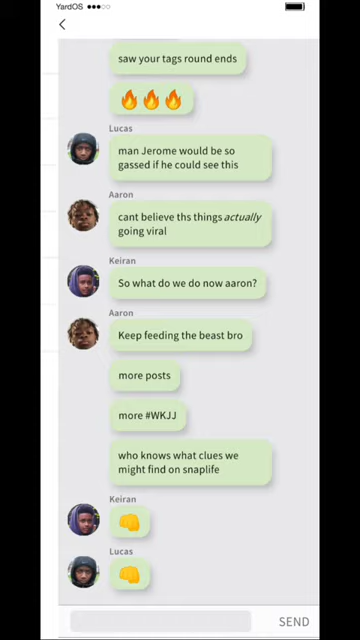 YardOS
saw your tags round ends
🔥🔥🔥
Lucas
man Jerome would be so
gassed if he could see this
Aaron
cant believe ths things actually
going viral
Keiran
So what do we do now aaron?
Aaron
Keep feeding the beast bro
more posts
more #WKJJ
who knows what clues we
might find on snaplife
Keiran
👊
Lucas
👊
SEND